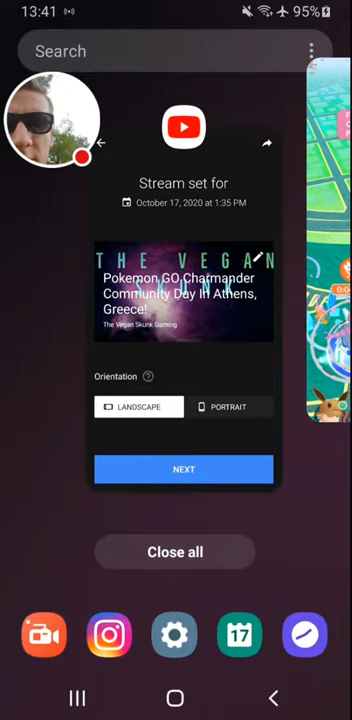 13:41
95%
Search
Stream set for
October 17, 2020 at 1:35 PM
THE VEGAN
SKUNK
Pokemon GO Charmander
Community Day in Athens,
Greece!
The Vegan Skunk Gaming
Orientation ?
LANDSCAPE
PORTRAIT
NEXT
Close all
17